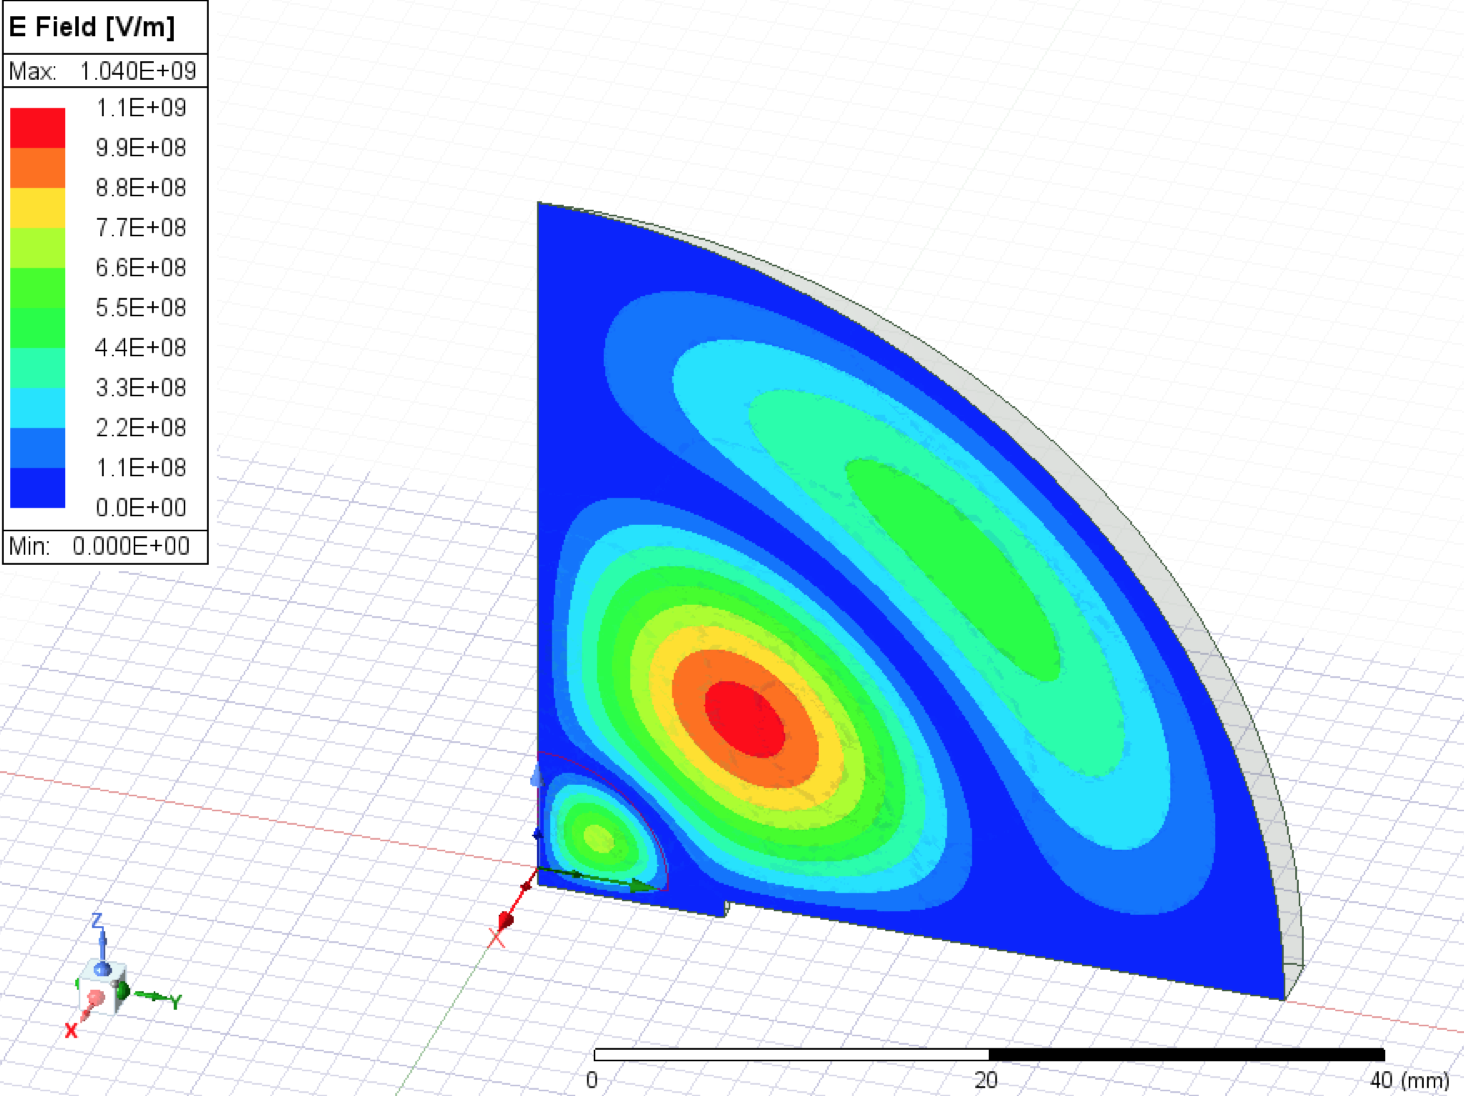 E Field [V/m]
Max: 1.040E+09
1.1E+09
9.9E+08
8.8E+08
7.7E+08
6.6E+08
5.5E+08
4.4E+08
3.3E+08
2.2E+08
1.1E+08
0.0E+00
Min: 0.000E+00
X
Z
Y
X
0 20 40 (mm)